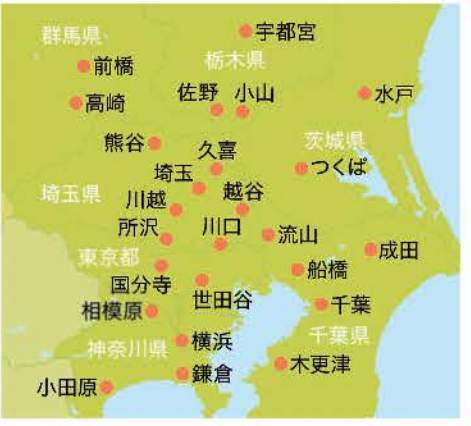 宇都宮
群馬県
栃木県
前橋
高崎
佐野
小山
水戸
熊谷
久喜
茨城県
つくば
埼玉
埼玉県
川越
越谷
所沢
川口
流山
東京都
成田
船橋
国分寺
世田谷
相模原
千葉
千葉県
神奈川県
横浜
木更津
鎌倉
小田原